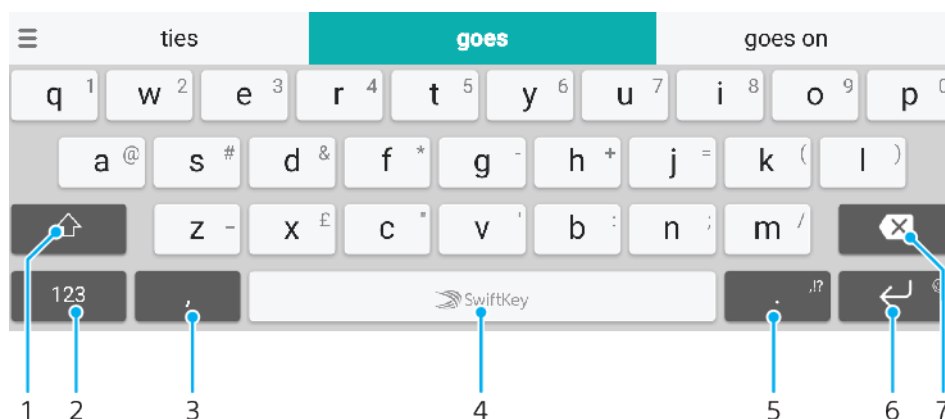 ties goes goes on
q 1 w 2 e 3 r 4 t 5 y 6 u 7 i 8 o 9 p 0
a @ s # d & f * g - h + j = k ( l )
z _ x £ c " v ' b : n ; m /
123 , SwiftKey . ,!?
1 2 3 4 5 6 7